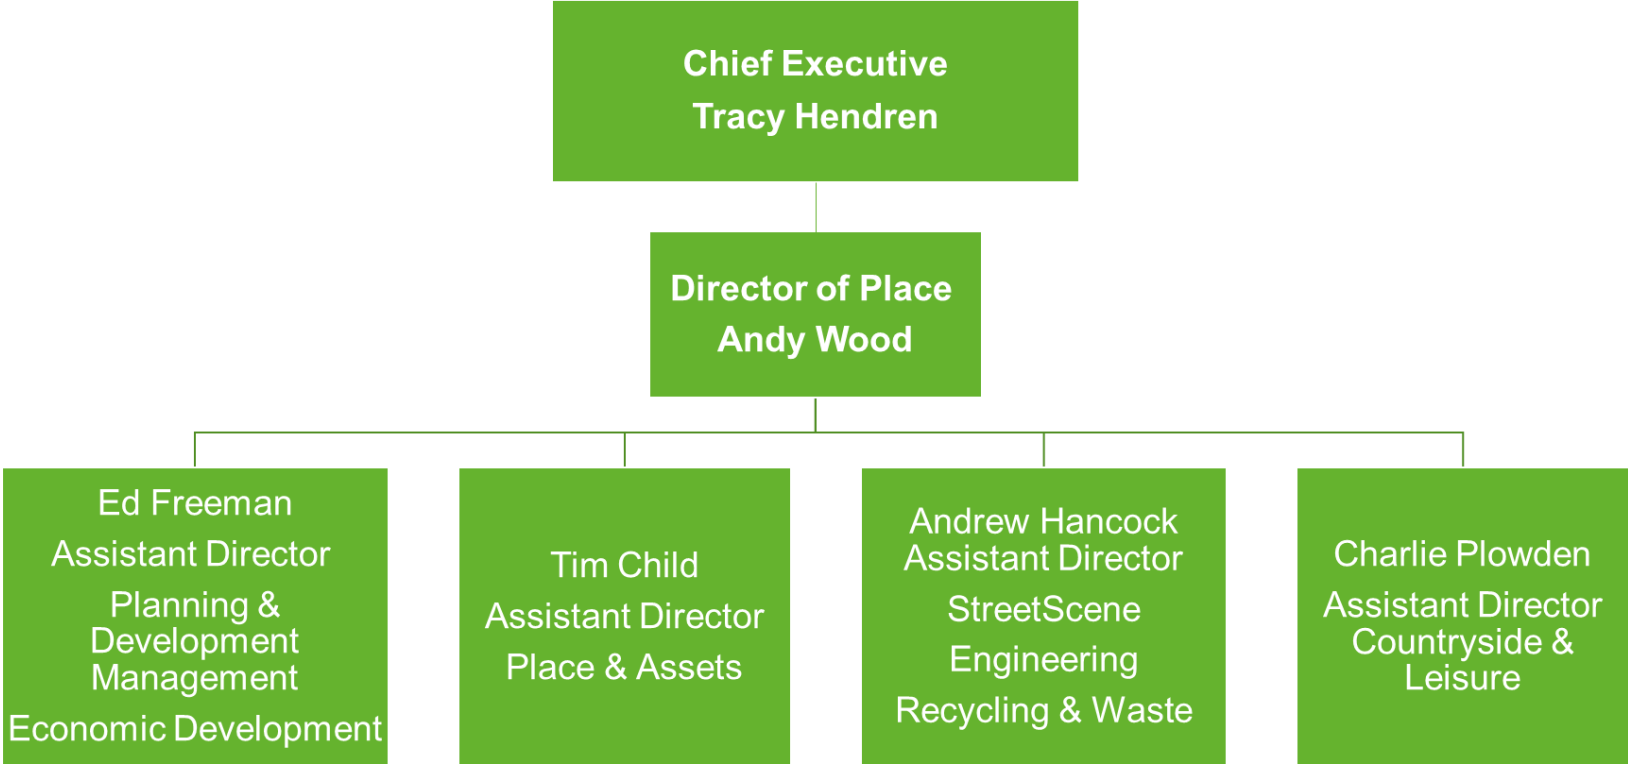 Chief Executive
Tracy Hendren
Director of Place
Andy Wood
Ed Freeman
Assistant Director
Planning &
Development
Management
Economic Development
Tim Child
Assistant Director
Place & Assets
Andrew Hancock
Assistant Director
StreetScene
Engineering
Recycling & Waste
Charlie Plowden
Assistant Director
Countryside &
Leisure